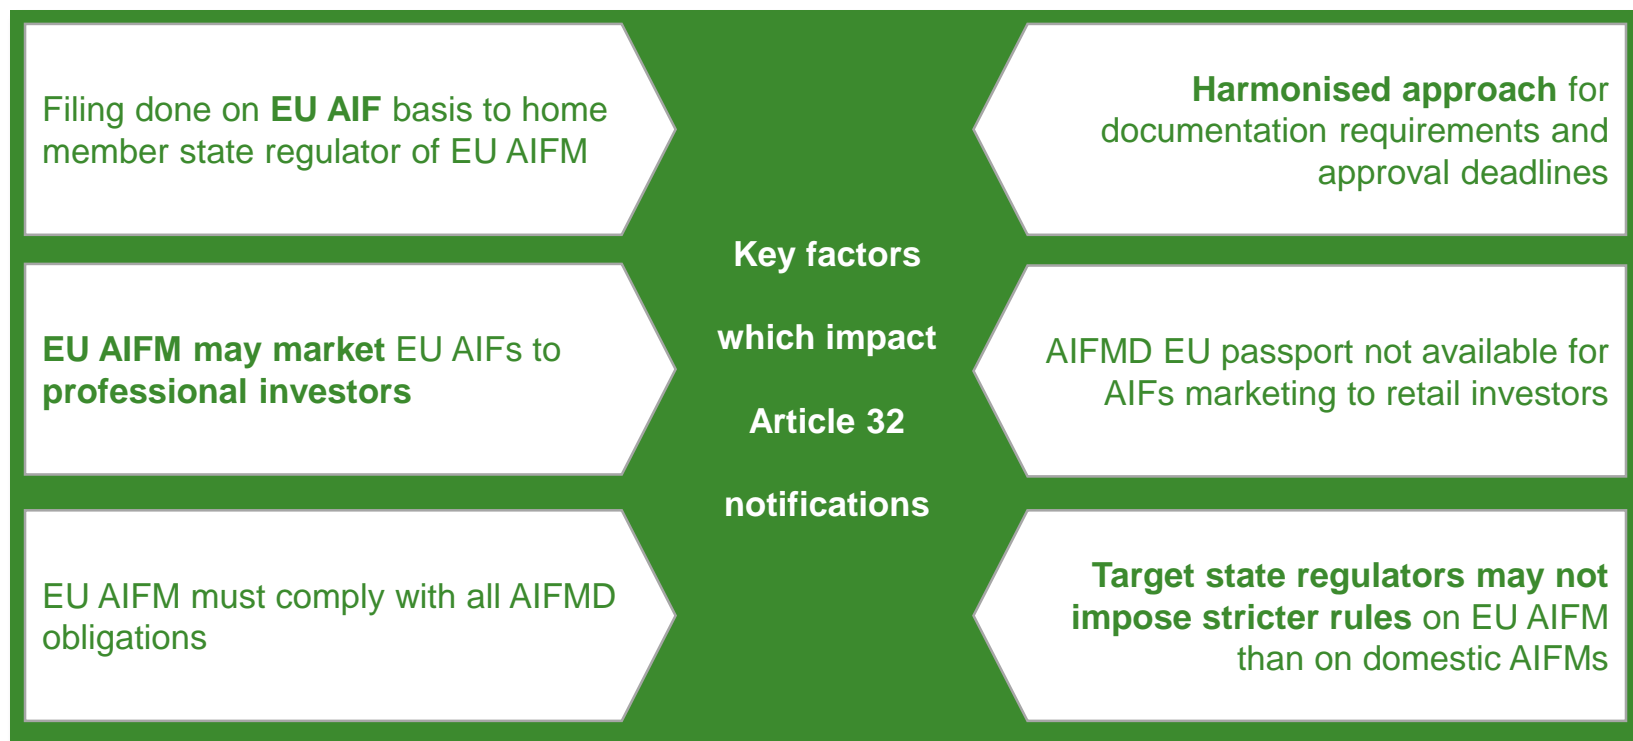 Filing done on EU AIF basis to home
member state regulator of EU AIFM
EU AIFM may market EU AIFs to
professional investors
EU AIFM must comply with all AIFMD
obligations
Key factors
which impact
Article 32
notifications
Harmonised approach for
documentation requirements and
approval deadlines
AIFMD EU passport not available for
AIFs marketing to retail investors
Target state regulators may not
impose stricter rules on EU AIFM
than on domestic AIFMs